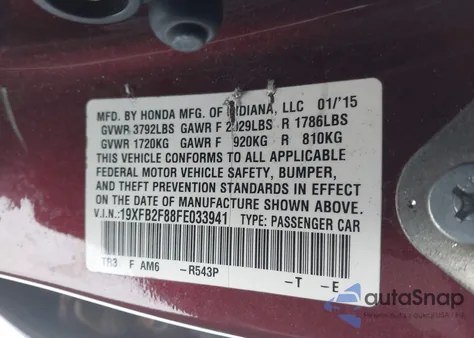 MFD. BY HONDA MFG. OF INDIANA, LLC 01/'15
GVWR 3792LBS GAWR F 2029LBS R 1786LBS
GVWR 1720KG GAWR F 920KG R 810KG
THIS VEHICLE CONFORMS TO ALL APPLICABLE
FEDERAL MOTOR VEHICLE SAFETY, BUMPER,
AND THEFT PREVENTION STANDARDS IN EFFECT
ON THE DATE OF MANUFACTURE SHOWN ABOVE.
V.I.N.:19XFB2F88FE033941 TYPE: PASSENGER CAR
TR3 F AM6 -R543P -T -E
autoSnap